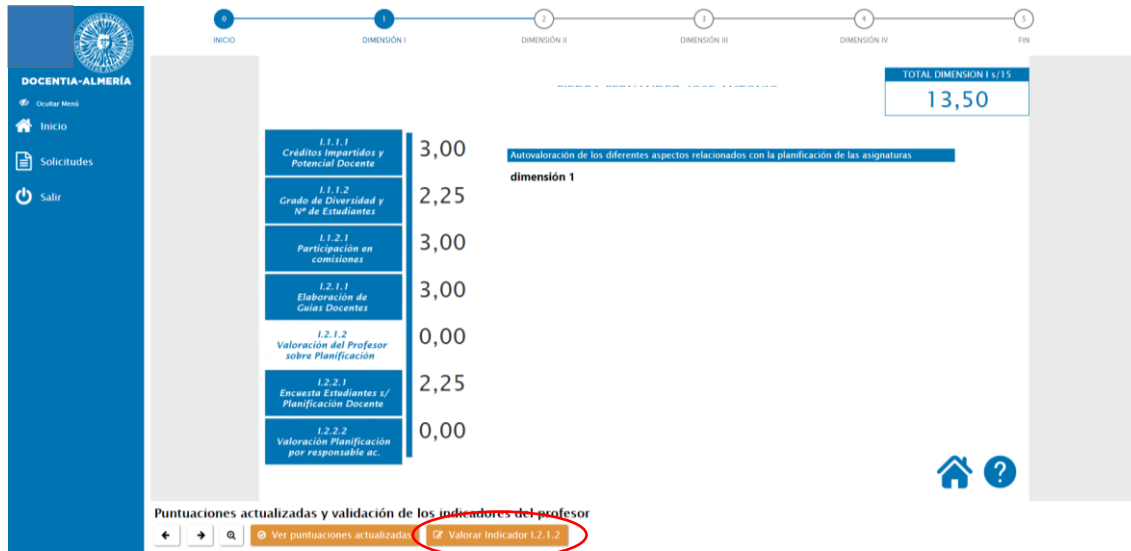 0
1
2
3
4
5
INICIO
DIMENSIÓN I
DIMENSIÓN II
DIMENSIÓN III
DIMENSIÓN IV
FIN
DOCENTIA-ALMERÍA
Ocultar Menú
Inicio
Solicitudes
Salir
TOTAL DIMENSION I s/15
13,50
I.1.1.1
Créditos Impartidos y
Potencial Docente
3,00
I.1.1.2
Grado de Diversidad y
Nº de Estudiantes
2,25
I.1.2.1
Participación en
comisiones
3,00
I.2.1.1
Elaboración de
Guías Docentes
3,00
I.2.1.2
Valoración del Profesor
sobre Planificación
0,00
I.2.2.1
Encuesta Estudiantes s/
Planificación Docente
2,25
I.2.2.2
Valoración Planificación
por responsable ac.
0,00
Autovaloración de los diferentes aspectos relacionados con la planificación de las asignaturas
dimensión 1
?
Puntuaciones actualizadas y validación de los indicadores del profesor
Ver puntuaciones actualizadas
Valorar Indicador I.2.1.2